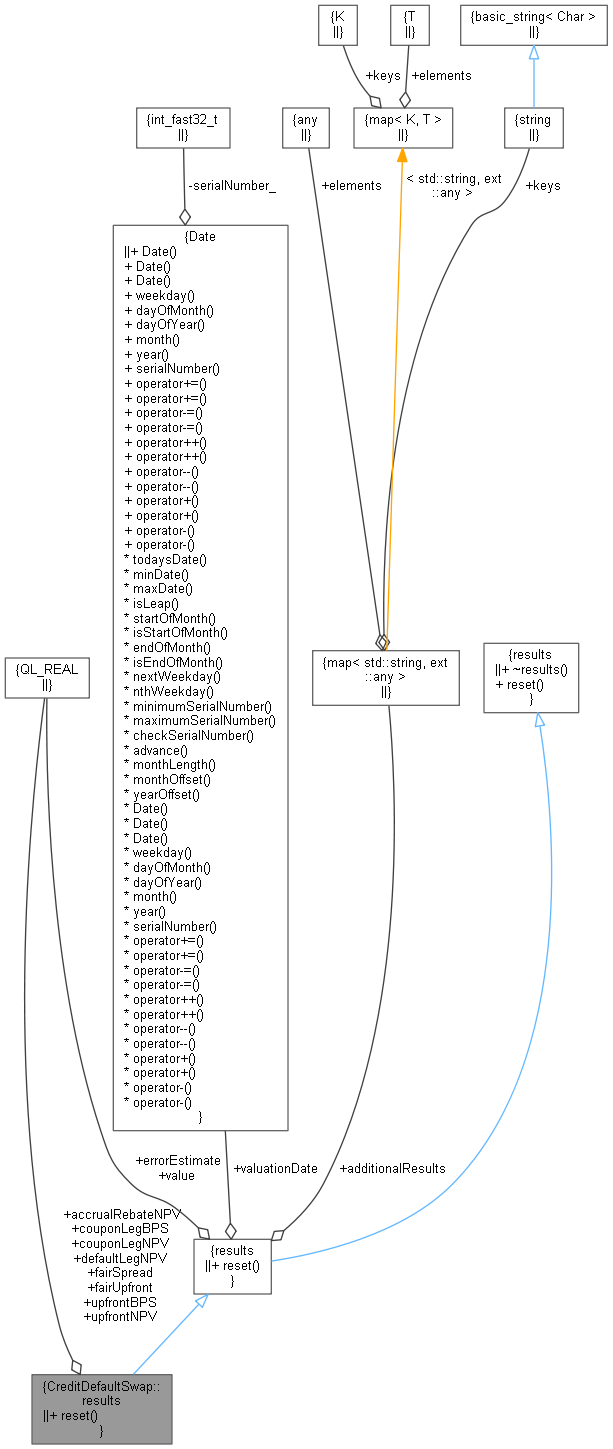 {K
||}
{T
||}
{basic_string< Char >
||}
+keys
+elements
{int_fast32_t
||}
{any
||}
{map< K, T >
||}
{string
||}
-serialNumber_
+elements
< std::string, ext
::any >
+keys
{Date
||+ Date()
+ Date()
+ Date()
+ weekday()
+ dayOfMonth()
+ dayOfYear()
+ month()
+ year()
+ serialNumber()
+ operator+=()
+ operator+=()
+ operator-=()
+ operator-=()
+ operator++()
+ operator++()
+ operator--()
+ operator--()
+ operator+()
+ operator+()
+ operator-()
+ operator-()
* todaysDate()
* minDate()
* maxDate()
* isLeap()
* startOfMonth()
* isStartOfMonth()
* endOfMonth()
* isEndOfMonth()
* nextWeekday()
* nthWeekday()
* minimumSerialNumber()
* maximumSerialNumber()
* checkSerialNumber()
* advance()
* monthLength()
* monthOffset()
* yearOffset()
* Date()
* Date()
* Date()
* weekday()
* dayOfMonth()
* dayOfYear()
* month()
* year()
* serialNumber()
* operator+=()
* operator+=()
* operator-=()
* operator-=()
* operator++()
* operator++()
* operator--()
* operator--()
* operator+()
* operator+()
* operator-()
* operator-()
}
{QL_REAL
||}
{map< std::string, ext
::any >
||}
{results
||+ ~results()
+ reset()
}
+errorEstimate
+value
+valuationDate
+additionalResults
+accrualRebateNPV
+couponLegBPS
+couponLegNPV
+defaultLegNPV
+fairSpread
+fairUpfront
+upfrontBPS
+upfrontNPV
{results
||+ reset()
}
{CreditDefaultSwap::
results
||+ reset()
}